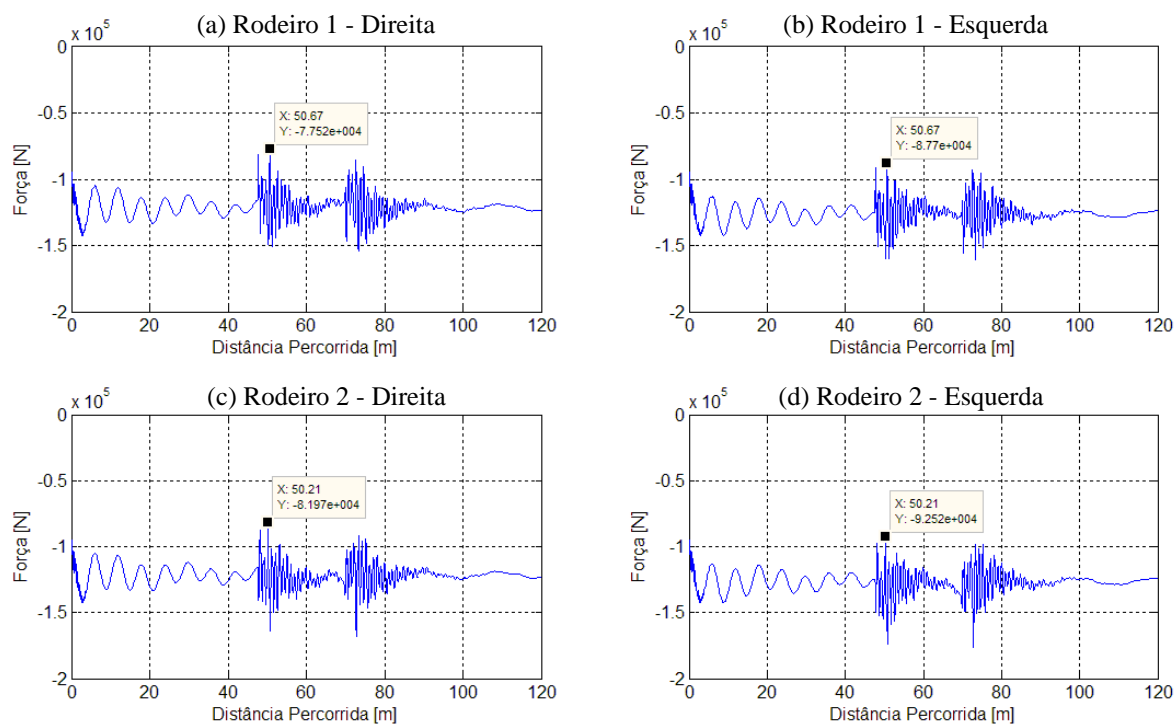 (a) Rodeiro 1 - Direita
x 10^5
0
-0.5
-1
-1.5
-2
Força [N]
X: 50.67
Y: -7.752e+004
0 20 40 60 80 100 120
Distância Percorrida [m]
(b) Rodeiro 1 - Esquerda
x 10^5
0
-0.5
-1
-1.5
-2
Força [N]
X: 50.67
Y: -8.77e+004
0 20 40 60 80 100 120
Distância Percorrida [m]
(c) Rodeiro 2 - Direita
x 10^5
0
-0.5
-1
-1.5
-2
Força [N]
X: 50.21
Y: -8.197e+004
0 20 40 60 80 100 120
Distância Percorrida [m]
(d) Rodeiro 2 - Esquerda
x 10^5
0
-0.5
-1
-1.5
-2
Força [N]
X: 50.21
Y: -9.252e+004
0 20 40 60 80 100 120
Distância Percorrida [m]